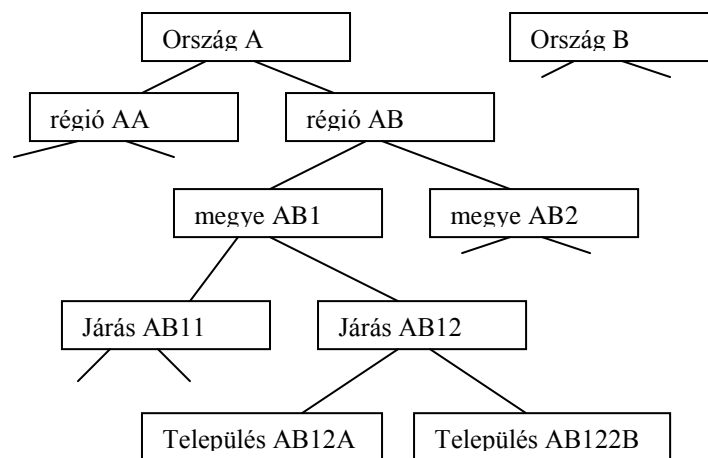 Ország A
Ország B
régió AA
régió AB
megye AB1
megye AB2
Járás AB11
Járás AB12
Település AB12A
Település AB122B